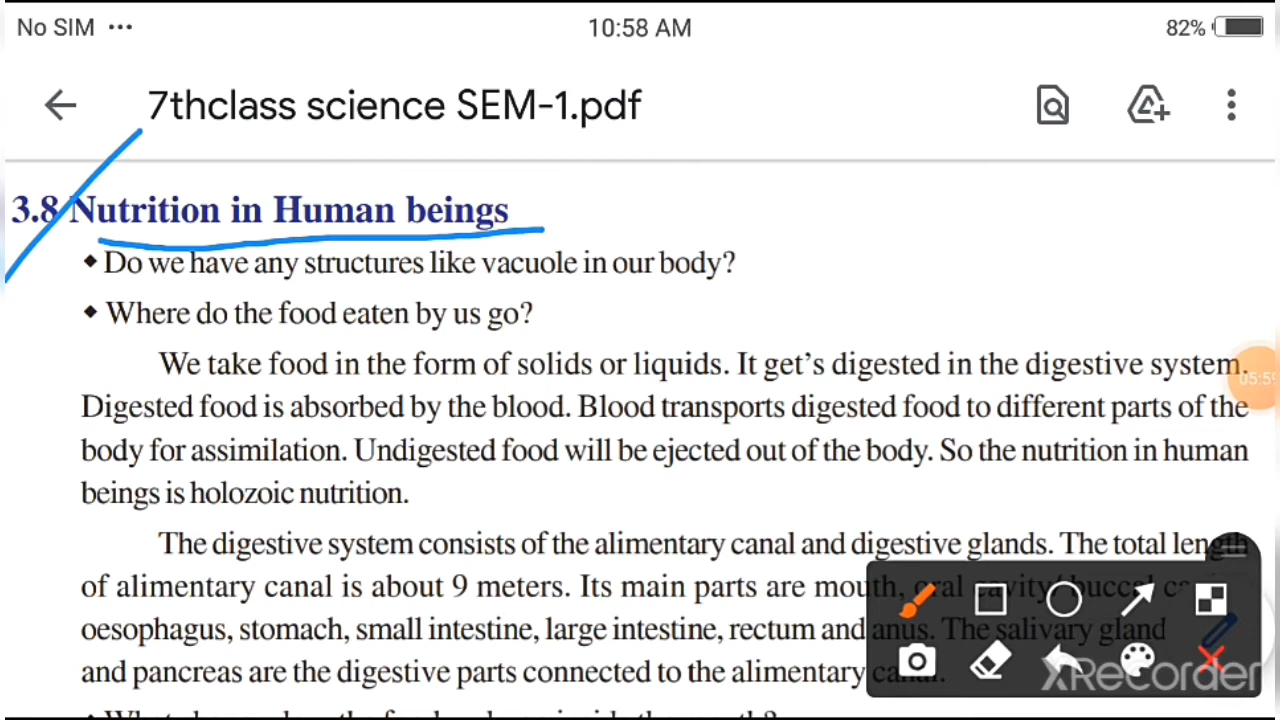 No SIM ···
10:58 AM
82%
7thclass science SEM-1.pdf
3.8 Nutrition in Human beings
◆ Do we have any structures like vacuole in our body?
◆ Where do the food eaten by us go?
We take food in the form of solids or liquids. It get's digested in the digestive system.
Digested food is absorbed by the blood. Blood transports digested food to different parts of the
body for assimilation. Undigested food will be ejected out of the body. So the nutrition in human
beings is holozoic nutrition.
The digestive system consists of the alimentary canal and digestive glands. The total length
of alimentary canal is about 9 meters. Its main parts are mouth, oral cavity/ buccal
oesophagus, stomach, small intestine, large intestine, rectum and anus. The salivary gland
and pancreas are the digestive parts connected to the alimentary canal.
05:59
XRecorder